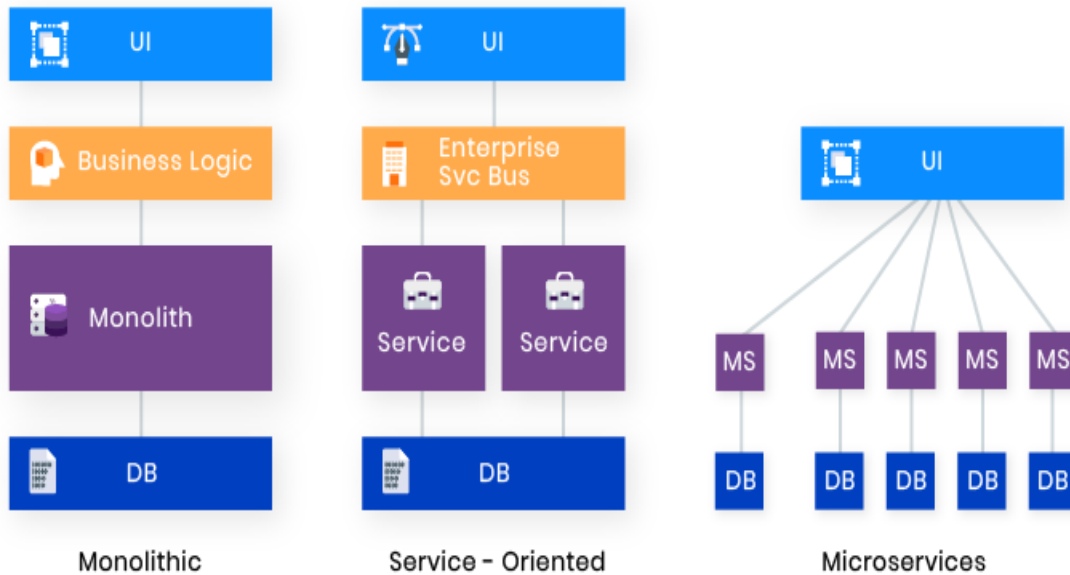 UI
Business Logic
Monolith
DB
Monolithic
UI
Enterprise
Svc Bus
Service Service
DB
Service - Oriented
UI
MS MS MS MS MS
DB DB DB DB DB
Microservices